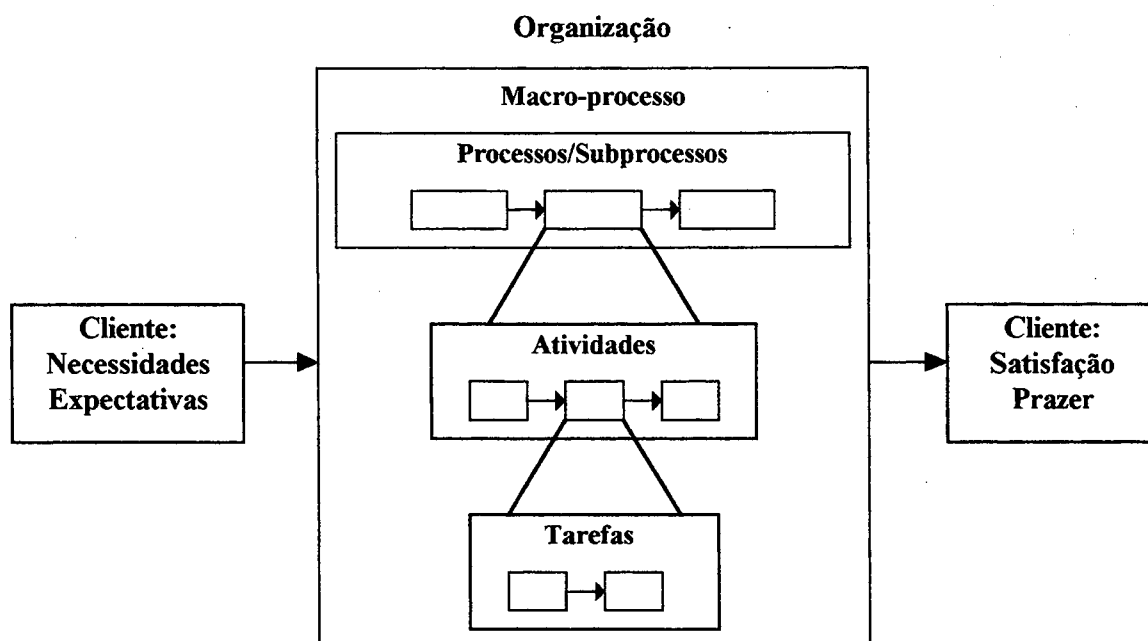 Organização
Macro-processo
Processos/Subprocessos
Cliente:
Necessidades
Expectativas
Atividades
Cliente:
Satisfação
Prazer
Tarefas